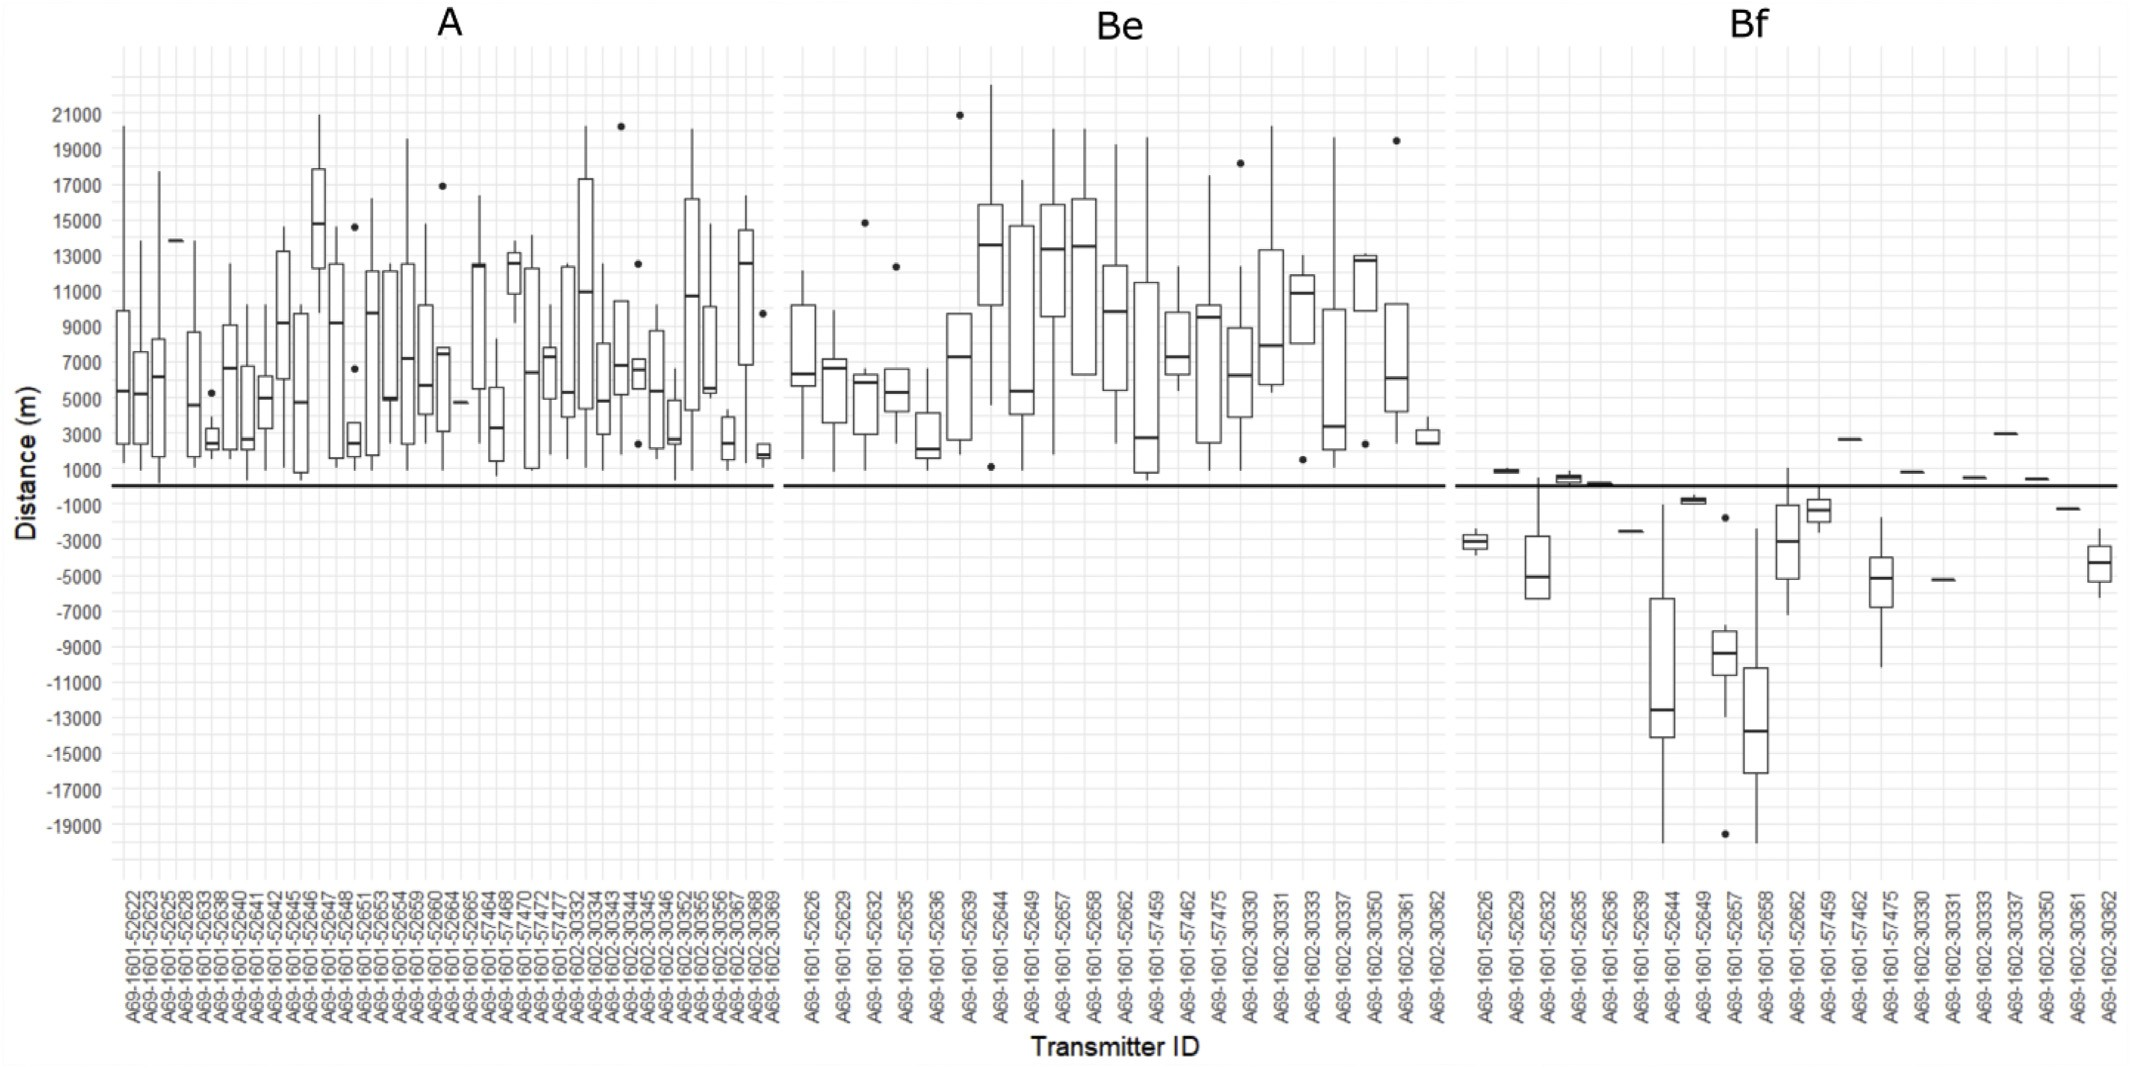 A
Be
Bf
Distance (m)
21000
19000
17000
15000
13000
11000
9000
7000
5000
3000
1000
-1000
-3000
-5000
-7000
-9000
-11000
-13000
-15000
-17000
-19000
A69-1601-52622
A69-1601-52623
A69-1601-52625
A69-1601-52628
A69-1601-52633
A69-1601-52638
A69-1601-52640
A69-1601-52641
A69-1601-52642
A69-1601-52645
A69-1601-52646
A69-1601-52647
A69-1601-52648
A69-1601-52651
A69-1601-52653
A69-1601-52654
A69-1601-52659
A69-1601-52660
A69-1601-52664
A69-1601-52665
A69-1601-57464
A69-1601-57468
A69-1601-57470
A69-1601-57472
A69-1601-57477
A69-1602-30332
A69-1602-30334
A69-1602-30343
A69-1602-30344
A69-1602-30345
A69-1602-30346
A69-1602-30352
A69-1602-30355
A69-1602-30356
A69-1602-30367
A69-1602-30368
A69-1602-30369
A69-1601-52626
A69-1601-52629
A69-1601-52632
A69-1601-52635
A69-1601-52636
A69-1601-52639
A69-1601-52644
A69-1601-52649
A69-1601-52657
A69-1601-52658
A69-1601-52662
A69-1601-57459
A69-1601-57462
A69-1601-57475
A69-1602-30330
A69-1602-30331
A69-1602-30333
A69-1602-30337
A69-1602-30350
A69-1602-30361
A69-1602-30362
A69-1601-52626
A69-1601-52629
A69-1601-52632
A69-1601-52635
A69-1601-52636
A69-1601-52639
A69-1601-52644
A69-1601-52649
A69-1601-52657
A69-1601-52658
A69-1601-52662
A69-1601-57459
A69-1601-57462
A69-1601-57475
A69-1602-30330
A69-1602-30331
A69-1602-30333
A69-1602-30337
A69-1602-30350
A69-1602-30361
A69-1602-30362
Transmitter ID